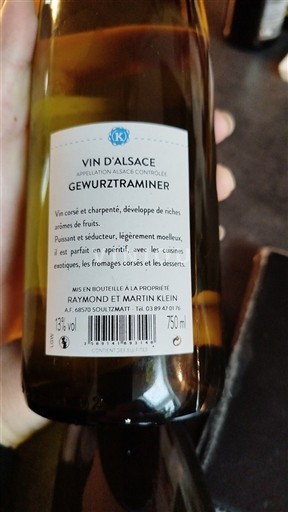 K
VIN D'ALSACE
APPELLATION ALSACE CONTRÔLÉE
GEWURZTRAMINER
Vin corsé et charpenté, développe de riches
arômes de fruits.
Puissant et séducteur, légèrement moelleux,
il est parfait en apéritif, avec les cuisines
exotiques, les fromages corsés et les desserts.
MIS EN BOUTEILLE À LA PROPRIÉTÉ
RAYMOND ET MARTIN KLEIN
A.F. 68570 SOULTZMATT - Tél. 03 89 47 01 76
13% vol
750 ml